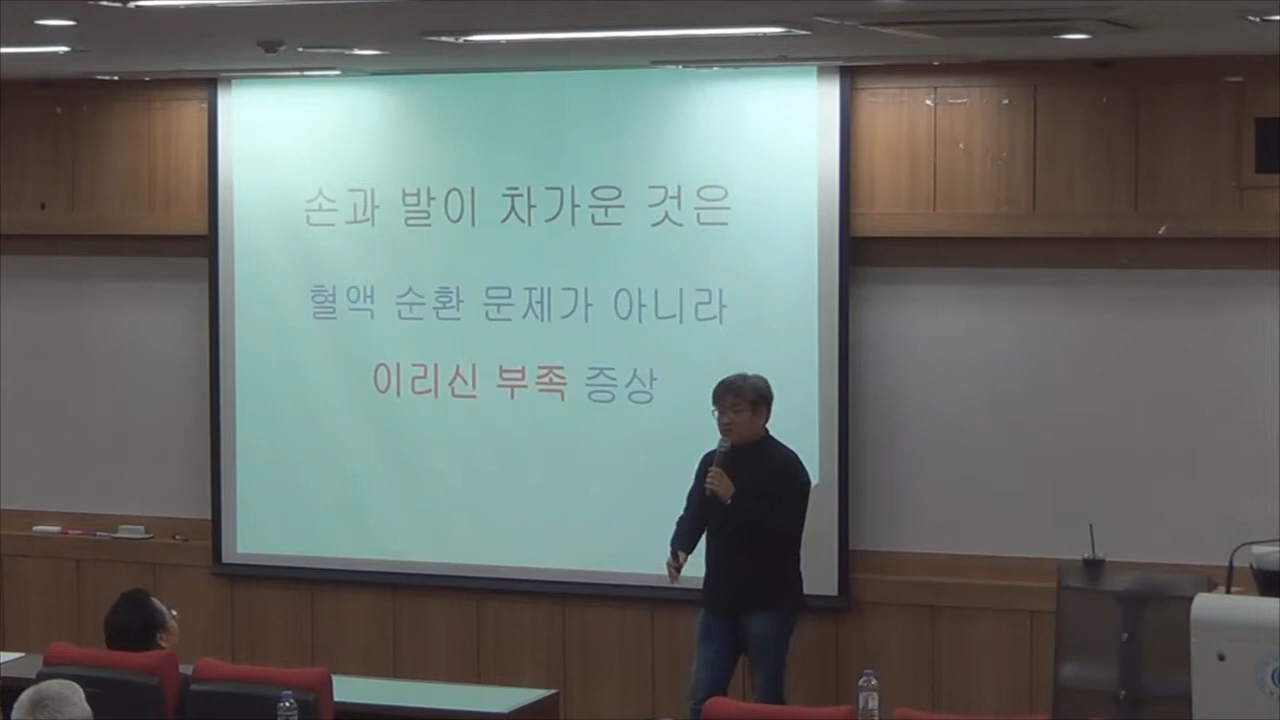 손과 발이 차가운 것은
혈액 순환 문제가 아니라
이리신 부족 증상